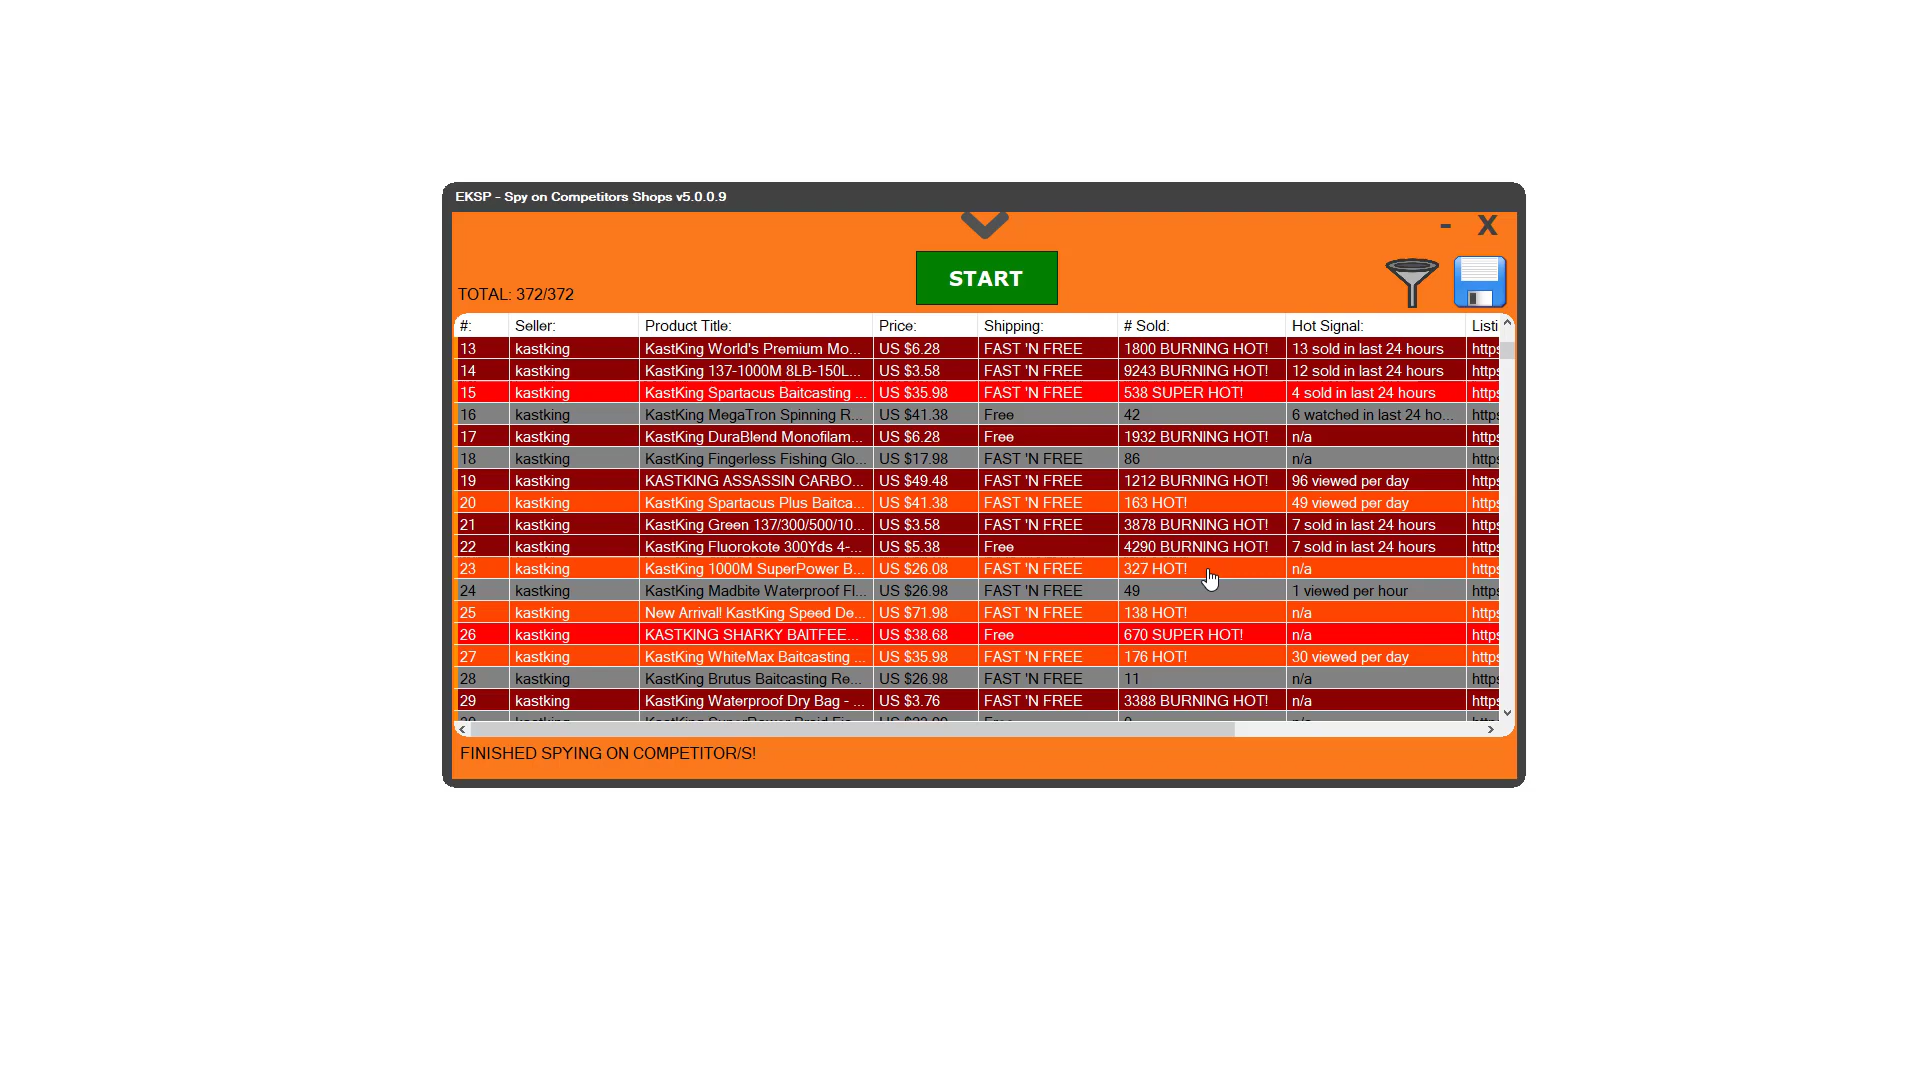 EKSP - Spy on Competitors Shops v5.0.0.9
- X
START
TOTAL: 372/372
#: Seller: Product Title: Price: Shipping: # Sold: Hot Signal: Listi
13 kastking KastKing World's Premium Mo... US $6.28 FAST 'N FREE 1800 BURNING HOT! 13 sold in last 24 hours https
14 kastking KastKing 137-1000M 8LB-150L... US $3.58 FAST 'N FREE 9243 BURNING HOT! 12 sold in last 24 hours https
15 kastking KastKing Spartacus Baitcasting ... US $35.98 FAST 'N FREE 538 SUPER HOT! 4 sold in last 24 hours https
16 kastking KastKing MegaTron Spinning R... US $41.38 Free 42 6 watched in last 24 ho... https
17 kastking KastKing DuraBlend Monofilam... US $6.28 Free 1932 BURNING HOT! n/a https
18 kastking KastKing Fingerless Fishing Glo... US $17.98 FAST 'N FREE 86 n/a https
19 kastking KASTKING ASSASSIN CARBO... US $49.48 FAST 'N FREE 1212 BURNING HOT! 96 viewed per day https
20 kastking KastKing Spartacus Plus Baitca... US $41.38 FAST 'N FREE 163 HOT! 49 viewed per day https
21 kastking KastKing Green 137/300/500/10... US $3.58 FAST 'N FREE 3878 BURNING HOT! 7 sold in last 24 hours https
22 kastking KastKing Fluorokote 300Yds 4-... US $5.38 Free 4290 BURNING HOT! 7 sold in last 24 hours https
23 kastking KastKing 1000M SuperPower B... US $26.08 FAST 'N FREE 327 HOT! n/a https
24 kastking KastKing Madbite Waterproof Fl... US $26.98 FAST 'N FREE 49 1 viewed per hour https
25 kastking New Arrival! KastKing Speed De... US $71.98 FAST 'N FREE 138 HOT! n/a https
26 kastking KASTKING SHARKY BAITFEE... US $38.68 Free 670 SUPER HOT! n/a https
27 kastking KastKing WhiteMax Baitcasting ... US $35.98 FAST 'N FREE 176 HOT! 30 viewed per day https
28 kastking KastKing Brutus Baitcasting Re... US $26.98 FAST 'N FREE 11 n/a https
29 kastking KastKing Waterproof Dry Bag - ... US $3.76 FAST 'N FREE 3388 BURNING HOT! n/a https
FINISHED SPYING ON COMPETITOR/S!